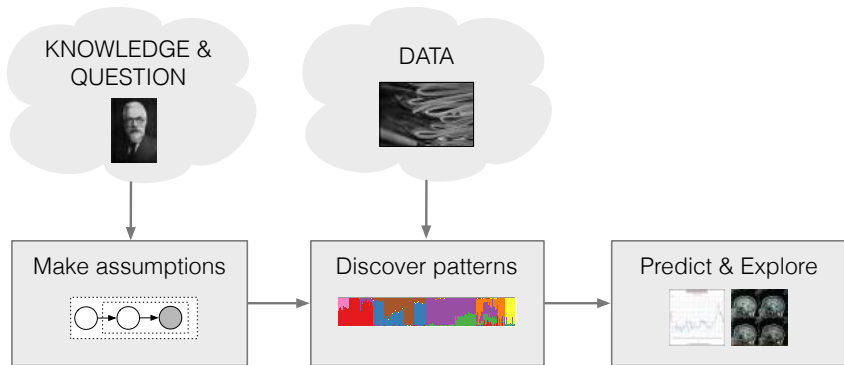 KNOWLEDGE &
QUESTION
DATA
Make assumptions
Discover patterns
Predict & Explore